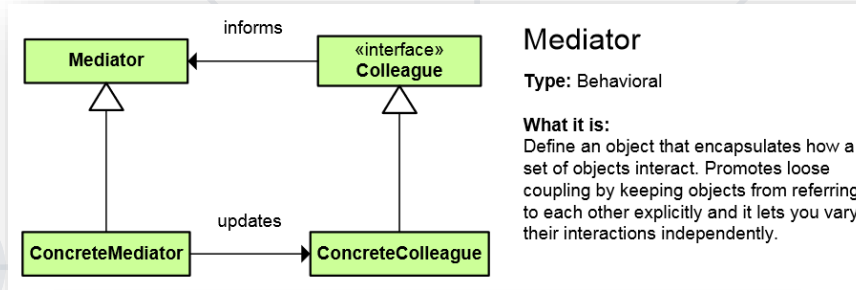 informs
Mediator
«interface»
Colleague
updates
ConcreteMediator
ConcreteColleague
Mediator
Type: Behavioral
What it is:
Define an object that encapsulates how a
set of objects interact. Promotes loose
coupling by keeping objects from referring
to each other explicitly and it lets you vary
their interactions independently.